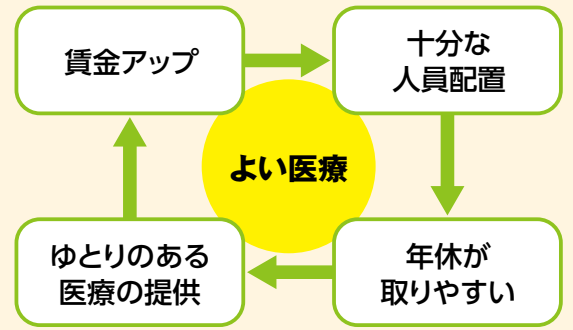 賃金アップ
十分な
人員配置
よい医療
ゆとりのある
医療の提供
年休が
取りやすい